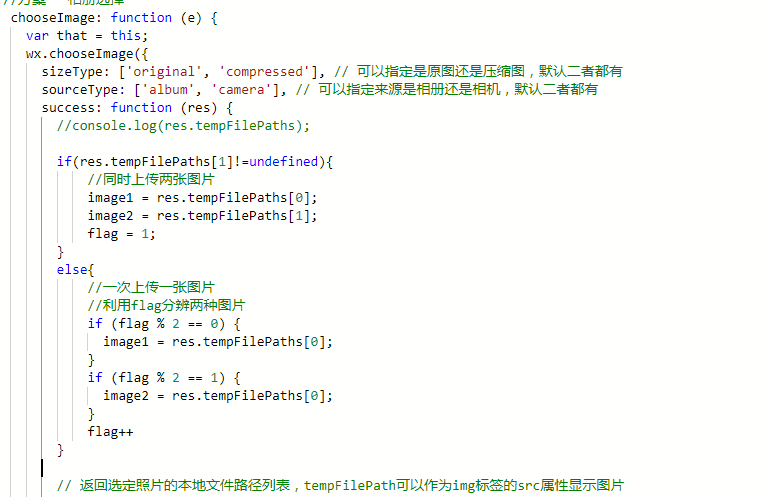 //方案一 相册选择
chooseImage: function (e) {
var that = this;
wx.chooseImage({
sizeType: ['original', 'compressed'], // 可以指定是原图还是压缩图，默认二者都有
sourceType: ['album', 'camera'], // 可以指定来源是相册还是相机，默认二者都有
success: function (res) {
//console.log(res.tempFilePaths);
if(res.tempFilePaths[1]!=undefined){
//同时上传两张图片
image1 = res.tempFilePaths[0];
image2 = res.tempFilePaths[1];
flag = 1;
}
else{
//一次上传一张图片
//利用flag分辨两种图片
if (flag % 2 == 0) {
image1 = res.tempFilePaths[0];
}
if (flag % 2 == 1) {
image2 = res.tempFilePaths[0];
}
flag++
}
// 返回选定照片的本地文件路径列表，tempFilePath可以作为img标签的src属性显示图片